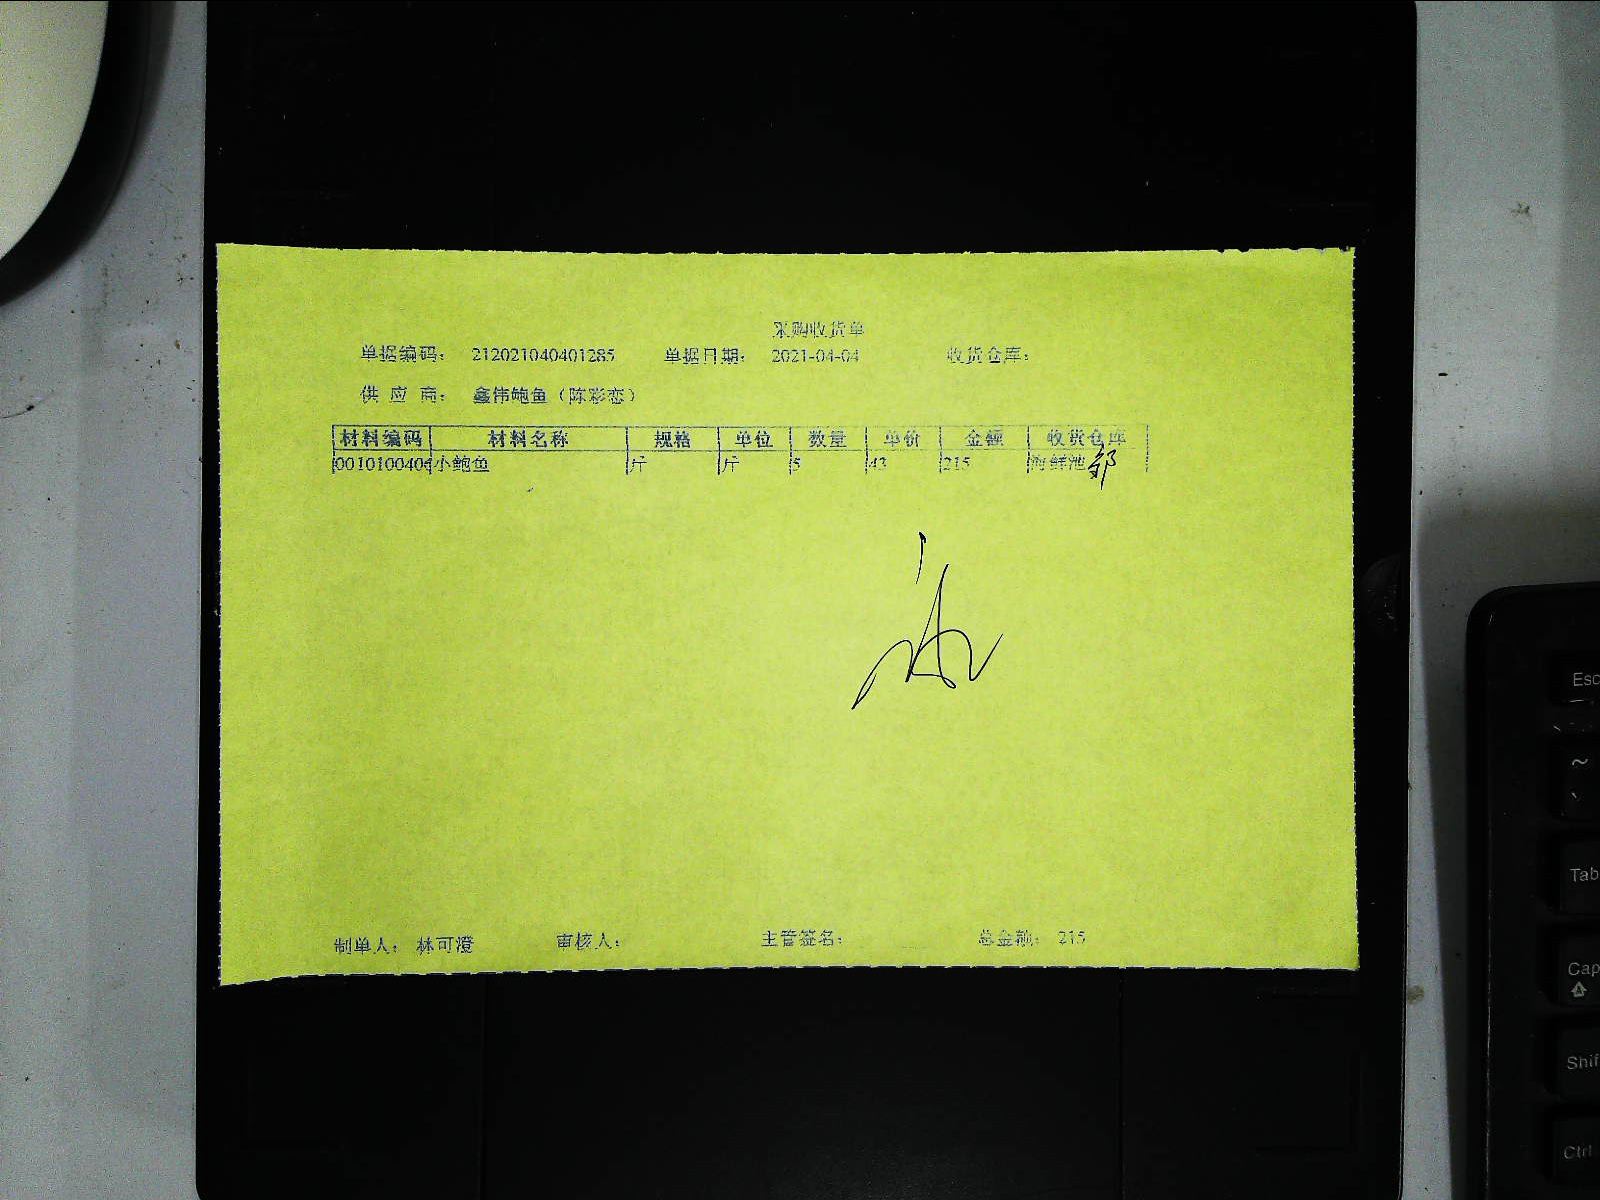 采购收货单
单据编码： 212021040401285 单据日期： 2021-04-04 收货仓库：
供 应 商： 鑫伟鲍鱼（陈彩恋）
材料编码 材料名称 规格 单位 数量 单价 金额 收货仓库
0010100406 小鲍鱼 斤 斤 5 43 215 海鲜池
制单人： 林可澄 审核人： 主管签名： 总金额： 215
Esc
~
Tab
Cap
Shif
Ctrl